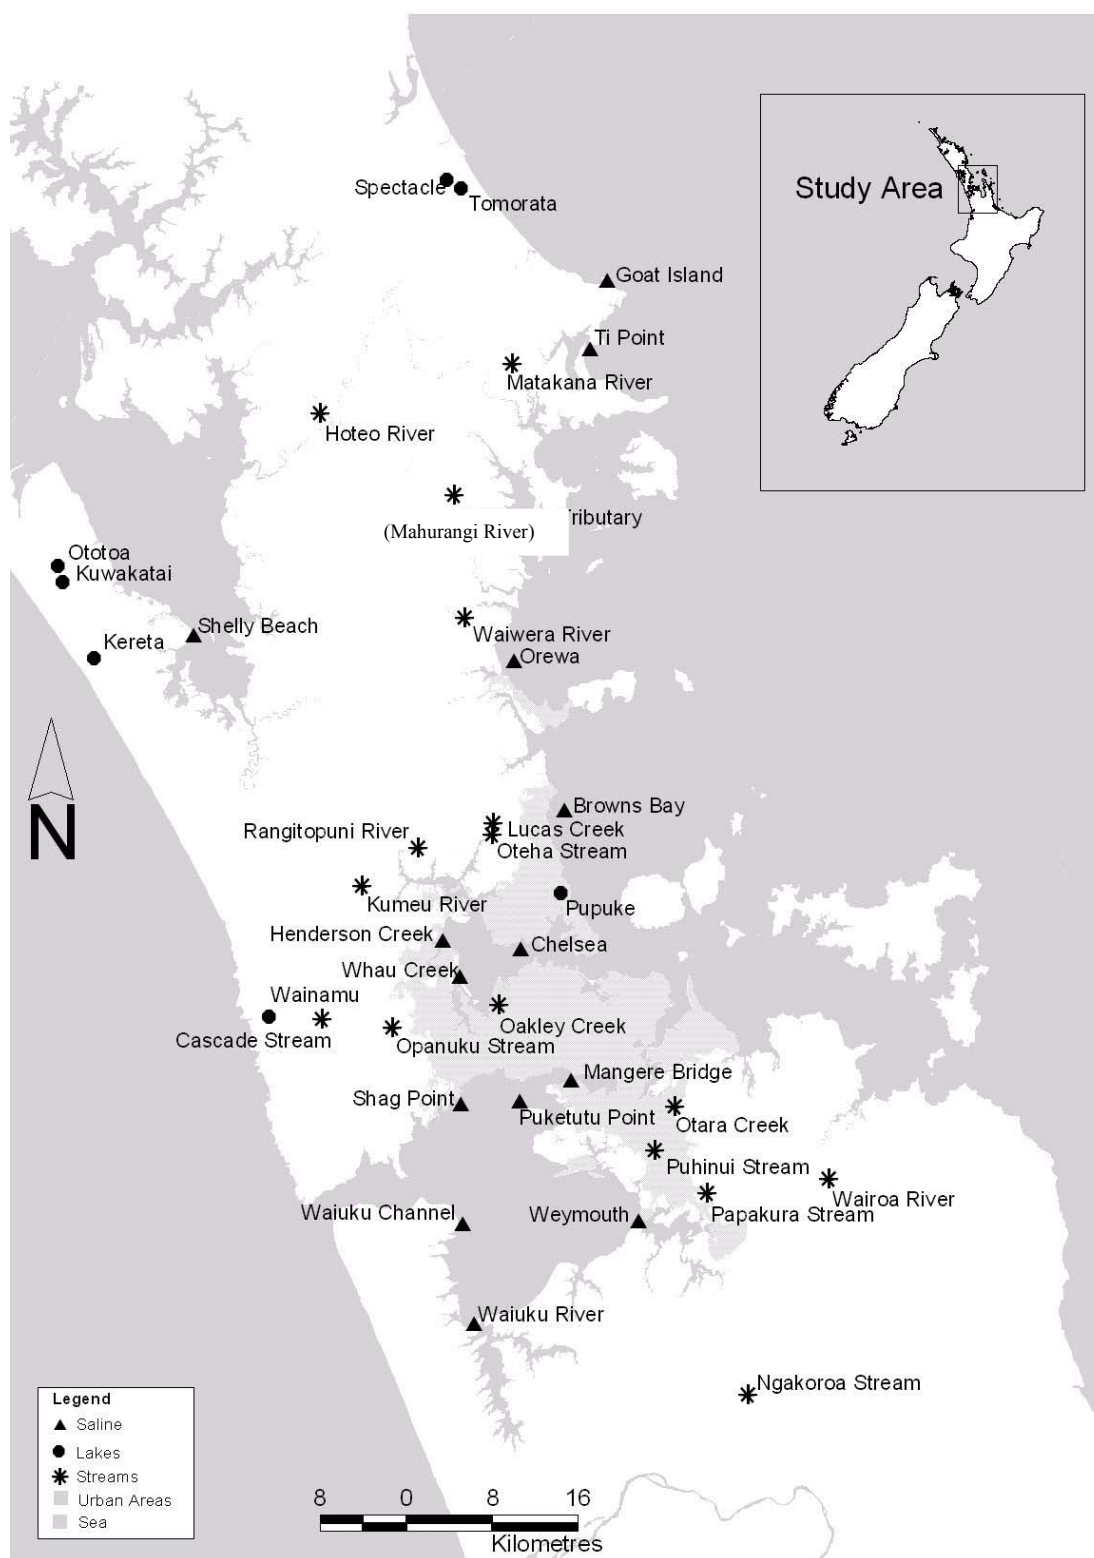 Study Area
Spectacle
Tomorata
Goat Island
Ti Point
Matakana River
Hoteo River
Tributary
(Mahurangi River)
Ototoa
Kuwakatai
Shelly Beach
Kereta
Waiwera River
Orewa
N
Browns Bay
Rangitopuni River
Lucas Creek
Oteha Stream
Kumeu River
Pupuke
Henderson Creek
Chelsea
Whau Creek
Wainamu
Oakley Creek
Cascade Stream
Opanuku Stream
Mangere Bridge
Shag Point
Puketutu Point
Otara Creek
Puhinui Stream
Wairoa River
Waiuku Channel
Weymouth
Papakura Stream
Waiuku River
Ngakoroa Stream
Legend
Saline
Lakes
Streams
Urban Areas
Sea
8 0 8 16
Kilometres